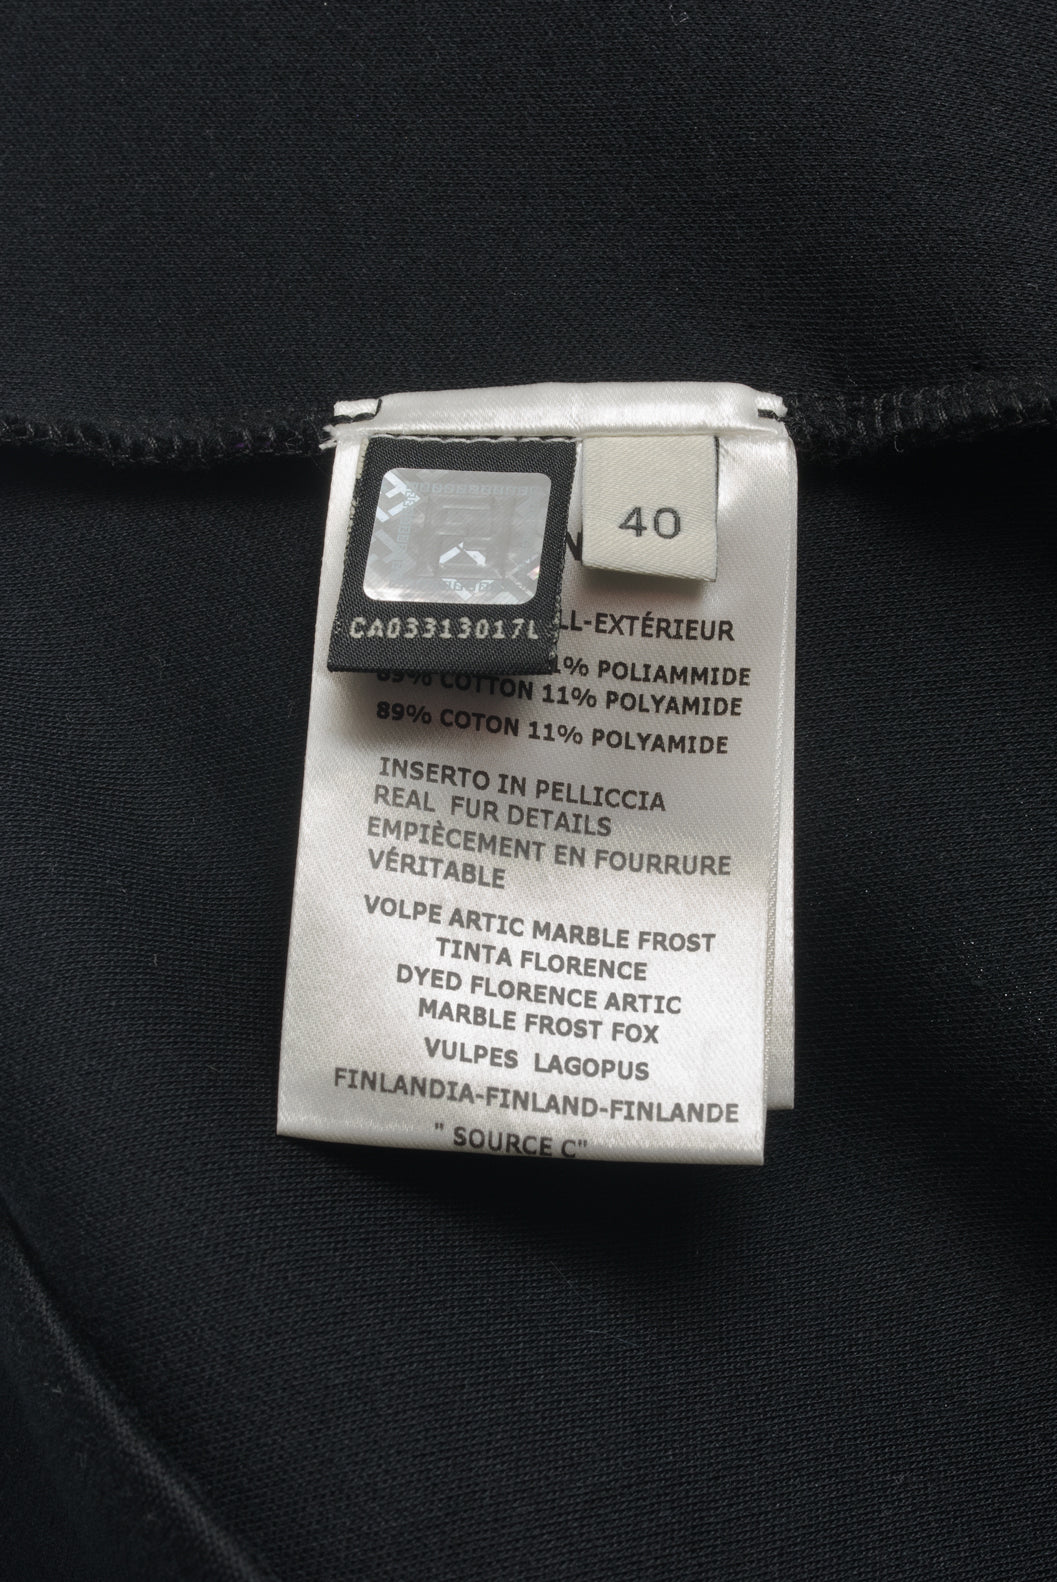 40
CA03313017L
LL-EXTÉRIEUR
1% POLIAMMIDE
89% COTTON 11% POLYAMIDE
89% COTON 11% POLYAMIDE
INSERTO IN PELLICCIA
REAL FUR DETAILS
EMPIÈCEMENT EN FOURRURE
VÉRITABLE
VOLPE ARTIC MARBLE FROST
TINTA FLORENCE
DYED FLORENCE ARTIC
MARBLE FROST FOX
VULPES LAGOPUS
FINLANDIA-FINLAND-FINLANDE
" SOURCE C"